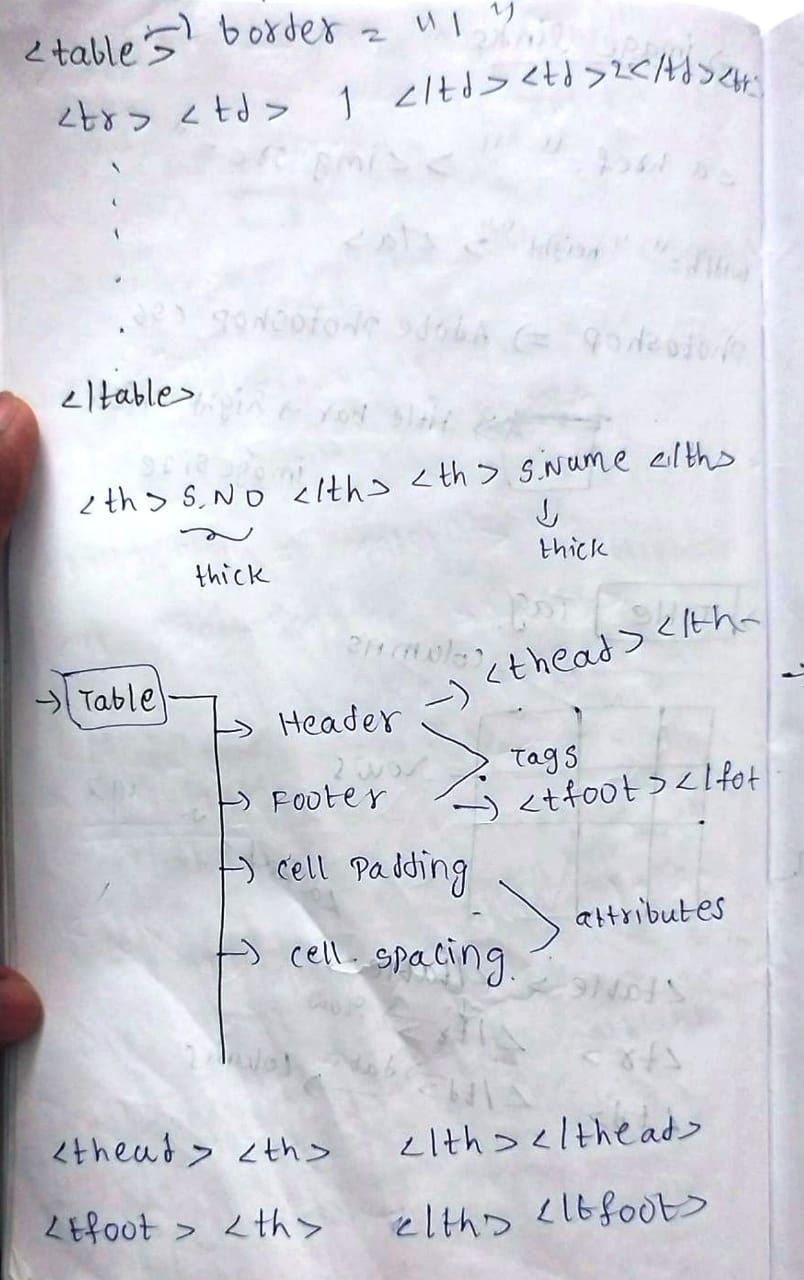 <table> border = "1"
<tr> <td> 1 </td> <td>2</td><tr
</table>
<th> S.NO </th> <th> S.Name </th>
thick thick
<thead> </th
→ Table → Header → Tags
→ Footer → <tfoot></fot
→ cell Padding
attributes
→ cell spacing.
<thead> <th> </th></thead>
<tfoot> <th> </th> </tfoot>